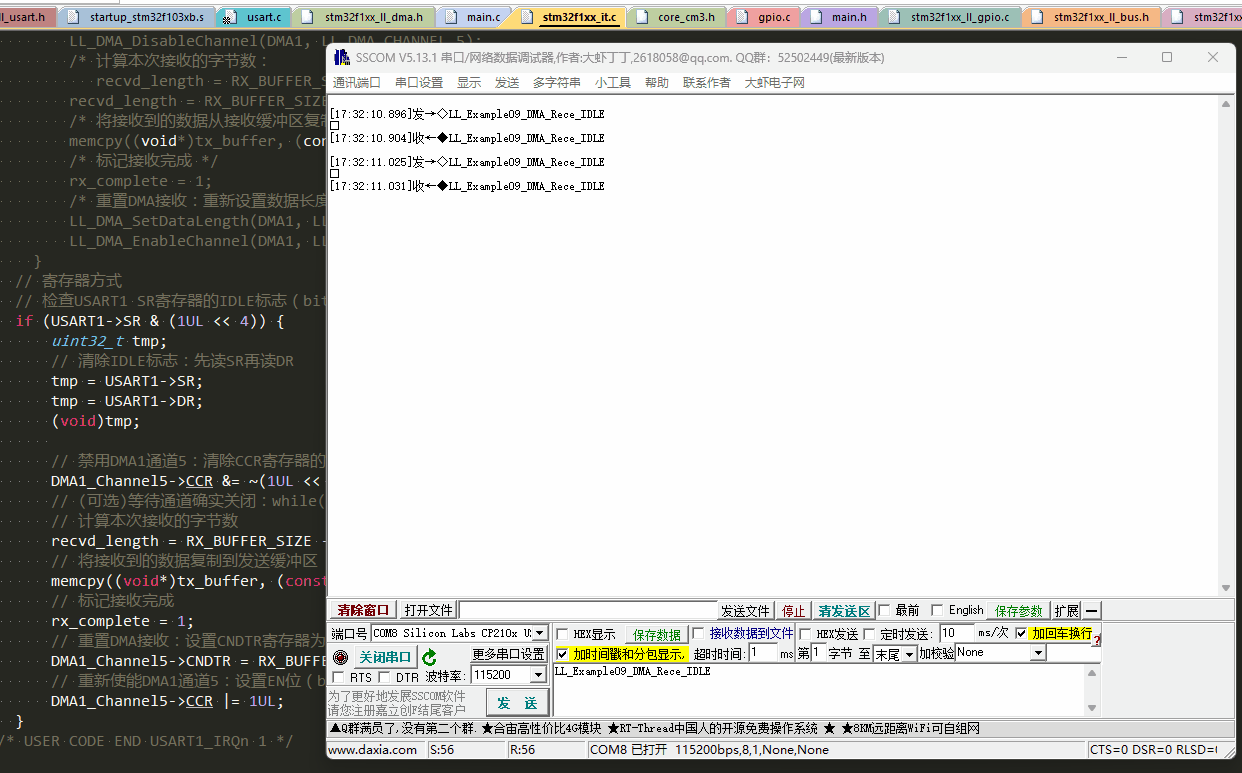 ll_usart.h startup_stm32f103xb.s usart.c stm32f1xx_ll_dma.h main.c stm32f1xx_it.c core_cm3.h gpio.c main.h stm32f1xx_ll_gpio.c stm32f1xx_ll_bus.h stm32f1xx
LL_DMA_DisableChannel(DMA1, LL_DMA_CHANNEL_5);
/* 计算本次接收的字节数：
recvd_length = RX_BUFFER_S
recvd_length = RX_BUFFER_SIZE
/* 将接收到的数据从接收缓冲区复制
memcpy((void*)tx_buffer, (con
/* 标记接收完成 */
rx_complete = 1;
/* 重置DMA接收：重新设置数据长度
LL_DMA_SetDataLength(DMA1, LL
LL_DMA_EnableChannel(DMA1, LL
}
// 寄存器方式
// 检查USART1 SR寄存器的IDLE标志（bit
if (USART1->SR & (1UL << 4)) {
uint32_t tmp;
// 清除IDLE标志：先读SR再读DR
tmp = USART1->SR;
tmp = USART1->DR;
(void)tmp;
// 禁用DMA1通道5：清除CCR寄存器的
DMA1_Channel5->CCR &= ~(1UL <<
// (可选)等待通道确实关闭：while(
// 计算本次接收的字节数
recvd_length = RX_BUFFER_SIZE -
// 将接收到的数据复制到发送缓冲区
memcpy((void*)tx_buffer, (const
// 标记接收完成
rx_complete = 1;
// 重置DMA接收：设置CNDTR寄存器为
DMA1_Channel5->CNDTR = RX_BUFF
// 重新使能DMA1通道5：设置EN位（b
DMA1_Channel5->CCR |= 1UL;
}
/* USER CODE END USART1_IRQn 1 */
SSCOM V5.13.1 串口/网络数据调试器,作者:大虾丁丁,2618058@qq.com. QQ群：52502449(最新版本)
通讯端口 串口设置 显示 发送 多字符串 小工具 帮助 联系作者 大虾电子网
[17:32:10.896]发→◇LL_Example09_DMA_Rece_IDLE
□
[17:32:10.904]收←◆LL_Example09_DMA_Rece_IDLE
[17:32:11.025]发→◇LL_Example09_DMA_Rece_IDLE
□
[17:32:11.031]收←◆LL_Example09_DMA_Rece_IDLE
清除窗口 打开文件 发送文件 停止 清发送区 最前 English 保存参数 扩展 —
端口号 COM8 Silicon Labs CP210x U HEX显示 保存数据 接收数据到文件 HEX发送 定时发送: 10 ms/次 加回车换行 ?
关闭串口 更多串口设置 加时间戳和分包显示, 超时时间: 1 ms 第 1 字节 至 末尾 加校验 None
RTS DTR 波特率: 115200 LL_Example09_DMA_Rece_IDLE
为了更好地发展SSCOM软件
请您注册嘉立创F结尾客户 发 送
▲Q群满员了,没有第二个群. ★合宙高性价比4G模块 ★RT-Thread中国人的开源免费操作系统 ★ ★8KM远距离WiFi可自组网
www.daxia.com S:56 R:56 COM8 已打开 115200bps,8,1,None,None CTS=0 DSR=0 RLSD=